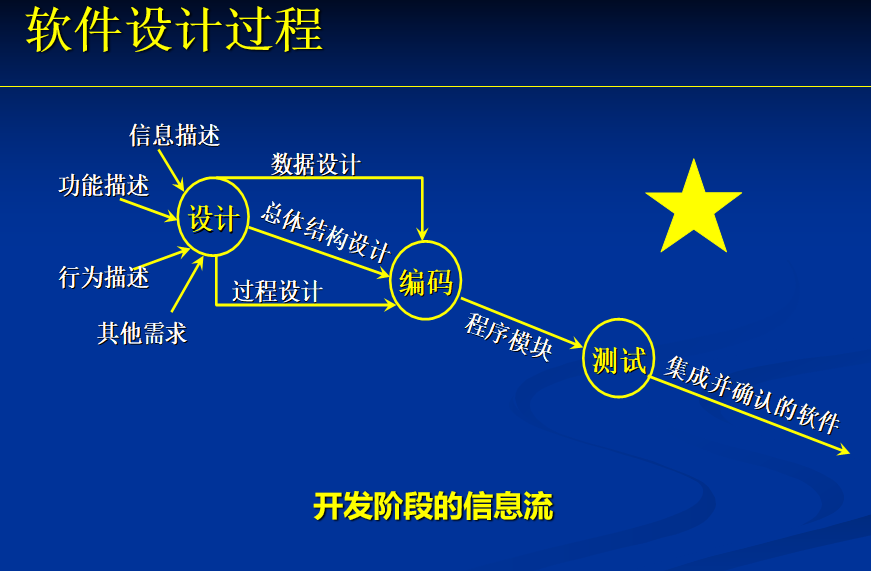 软件设计过程
信息描述
数据设计
功能描述
设计
总体结构设计
行为描述
编码
过程设计
其他需求
程序模块
测试
集成并确认的软件
开发阶段的信息流